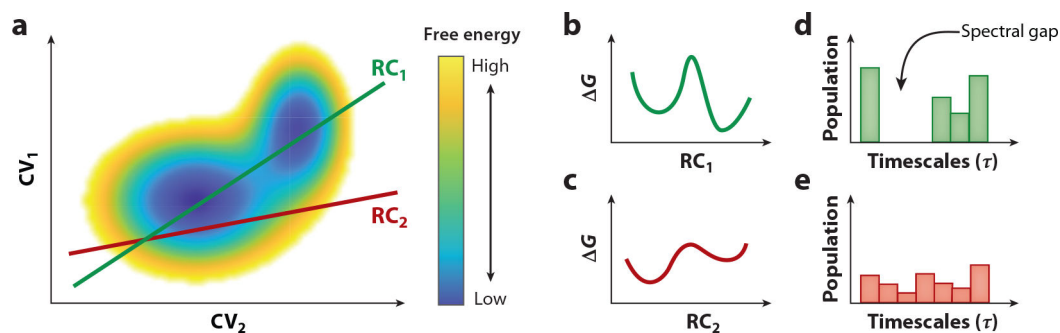 a
Free energy
High
Low
RC₁
RC₂
CV₁
CV₂
b
ΔG
RC₁
c
ΔG
RC₂
d
Spectral gap
Population
Timescales (τ)
e
Population
Timescales (τ)